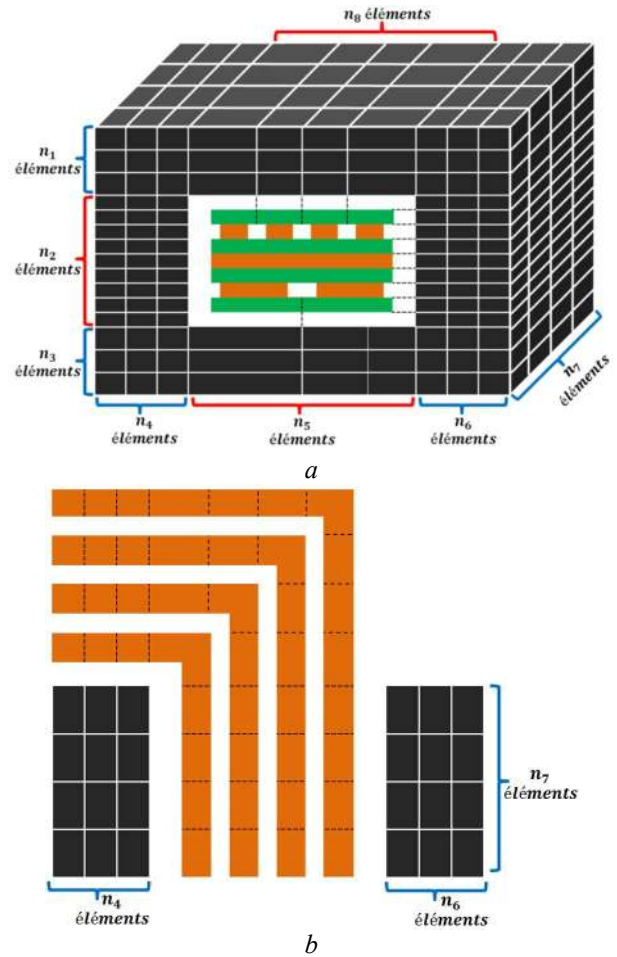 n₈ éléments
n₁
éléments
n₂
éléments
n₃
éléments
n₄
éléments
n₅
éléments
n₆
éléments
n₇
éléments
a
n₇
éléments
n₄
éléments
n₆
éléments
b